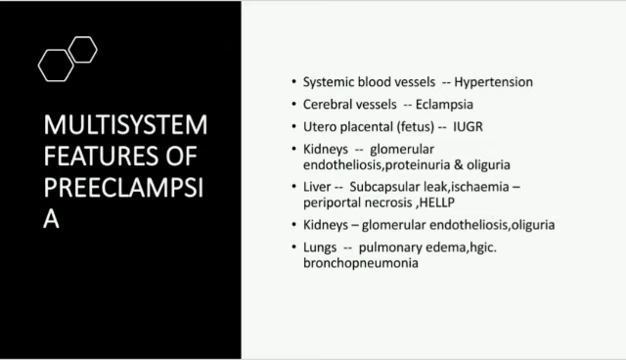 MULTISYSTEM
FEATURES OF
PREECLAMPSI
A
• Systemic blood vessels -- Hypertension
• Cerebral vessels -- Eclampsia
• Utero placental (fetus) -- IUGR
• Kidneys -- glomerular
endotheliosis,proteinuria & oliguria
• Liver -- Subcapsular leak,ischaemia –
periportal necrosis ,HELLP
• Kidneys – glomerular endotheliosis,oliguria
• Lungs -- pulmonary edema,hgic.
bronchopneumonia